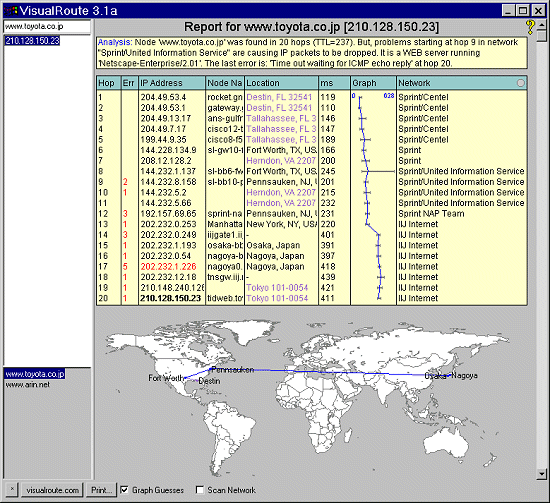 VisualRoute 3.1a
www.toyota.co.jp
210.128.150.23
Report for www.toyota.co.jp [210.128.150.23]
Analysis: Node 'www.toyota.co.jp' was found in 20 hops (TTL=237). But, problems starting at hop 9 in network
"Sprint/United Information Service" are causing IP packets to be dropped. It is a WEB server running
'Netscape-Enterprise/2.01'. The last error is: 'Time out waiting for ICMP echo reply' at hop 20.
Hop Err IP Address Node Na Location ms Graph Network
1 204.49.53.4 rocket.gn Destin, FL 32541 119 0 628 Sprint/Centel
2 204.49.53.1 gateway. Destin, FL 32541 110 Sprint/Centel
3 204.49.13.17 ans-gulfr Tallahassee, FL 3 146 Sprint/Centel
4 204.49.7.17 cisco12-t Tallahassee, FL 3 147 Sprint/Centel
5 199.44.9.35 cisco8-f5 Tallahassee, FL 3 152 Sprint/Centel
6 144.228.134.9 sl-gw10-f Fort Worth, TX, US 166 Sprint
7 208.12.128.2 Herndon, VA 2207 200 Sprint
8 144.232.1.137 sl-bb6-fw Fort Worth, TX, US 245 Sprint/United Information Service
9 2 144.232.8.158 sl-bb10-p Pennsauken, NJ, U 201 Sprint/United Information Service
10 1 144.232.5.2 Herndon, VA 2207 215 Sprint/United Information Service
11 144.232.5.66 Herndon, VA 2207 232 Sprint/United Information Service
12 3 192.157.69.65 sprint-na Pennsauken, NJ, U 231 Sprint NAP Team
13 1 202.232.0.253 Manhatta New York, NY, USA 220 IIJ Internet
14 3 202.232.0.249 iijgate1.ii - 401 IIJ Internet
15 1 202.232.1.193 osaka-bb Osaka, Japan 391 IIJ Internet
16 1 202.232.0.54 nagoya-b Nagoya, Japan 397 IIJ Internet
17 5 202.232.1.226 nagoya0. Nagoya, Japan 418 IIJ Internet
18 202.232.12.18 tnsgw.iij. - 439 IIJ Internet
19 1 210.148.240.126 Tokyo 101-0054 421 IIJ Internet
20 1 210.128.150.23 tidweb.to Tokyo 101-0054 411 IIJ Internet
Fort Worth Pennsauken Destin Osaka Nagoya
www.toyota.co.jp
www.arin.net
* visualroute.com Print... Graph Guesses Scan Network